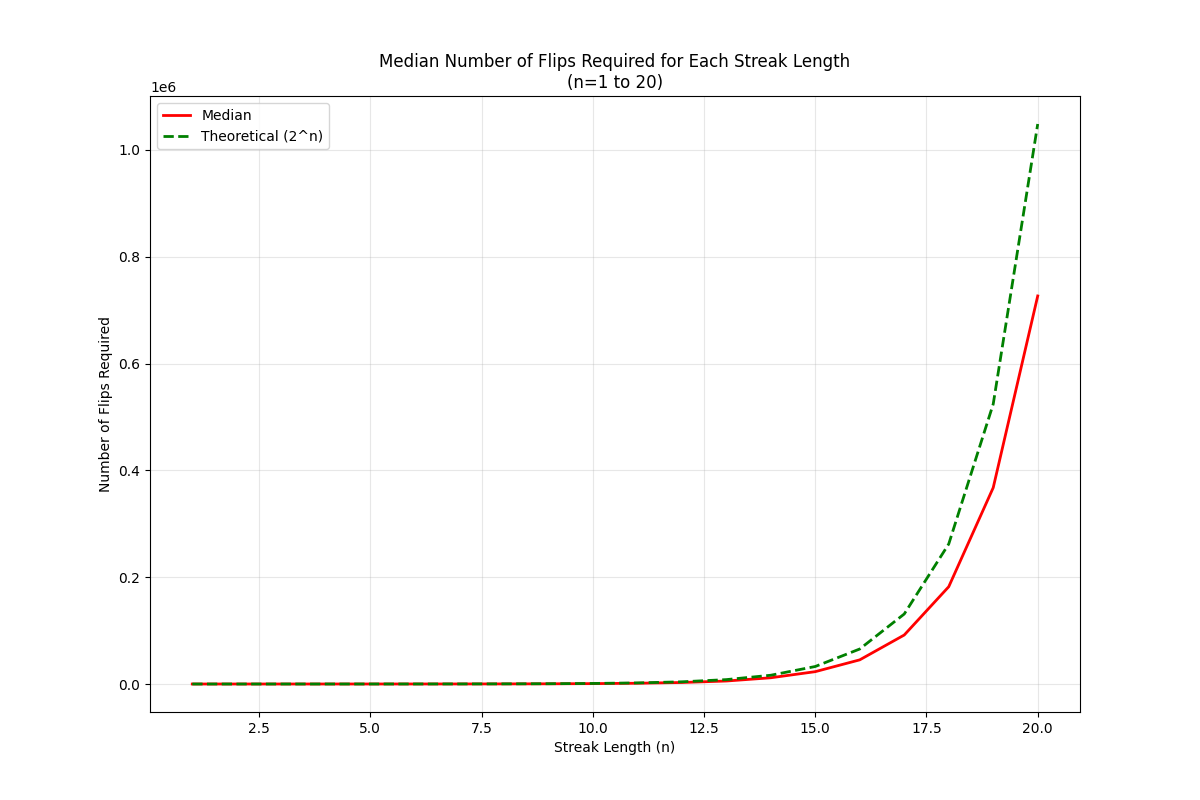 Median Number of Flips Required for Each Streak Length
(n=1 to 20)
1e6
Median
Theoretical (2^n)
1.0
0.8
0.6
0.4
0.2
0.0
Number of Flips Required
2.5 5.0 7.5 10.0 12.5 15.0 17.5 20.0
Streak Length (n)